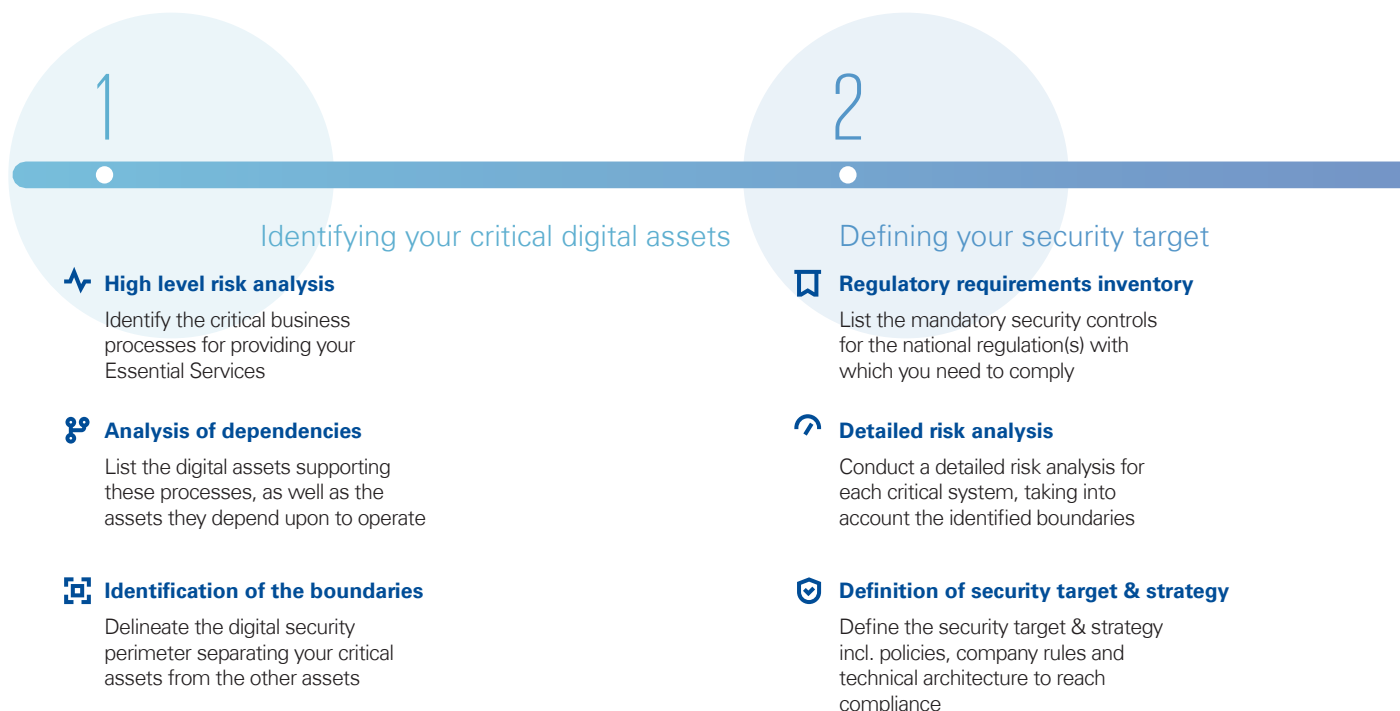 1
Identifying your critical digital assets
High level risk analysis
Identify the critical business
processes for providing your
Essential Services
Analysis of dependencies
List the digital assets supporting
these processes, as well as the
assets they depend upon to operate
Identification of the boundaries
Delineate the digital security
perimeter separating your critical
assets from the other assets
2
Defining your security target
Regulatory requirements inventory
List the mandatory security controls
for the national regulation(s) with
which you need to comply
Detailed risk analysis
Conduct a detailed risk analysis for
each critical system, taking into
account the identified boundaries
Definition of security target & strategy
Define the security target & strategy
incl. policies, company rules and
technical architecture to reach
compliance